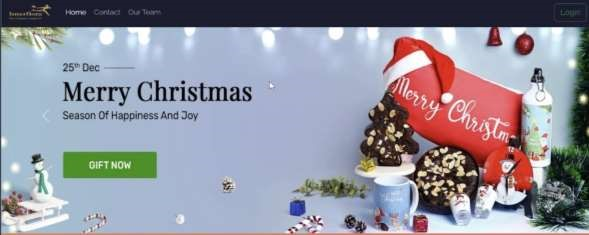 Home
Contact
Our Team
Login
25th Dec
Merry Christmas
Season Of Happiness And Joy
GIFT NOW
Merry Christm